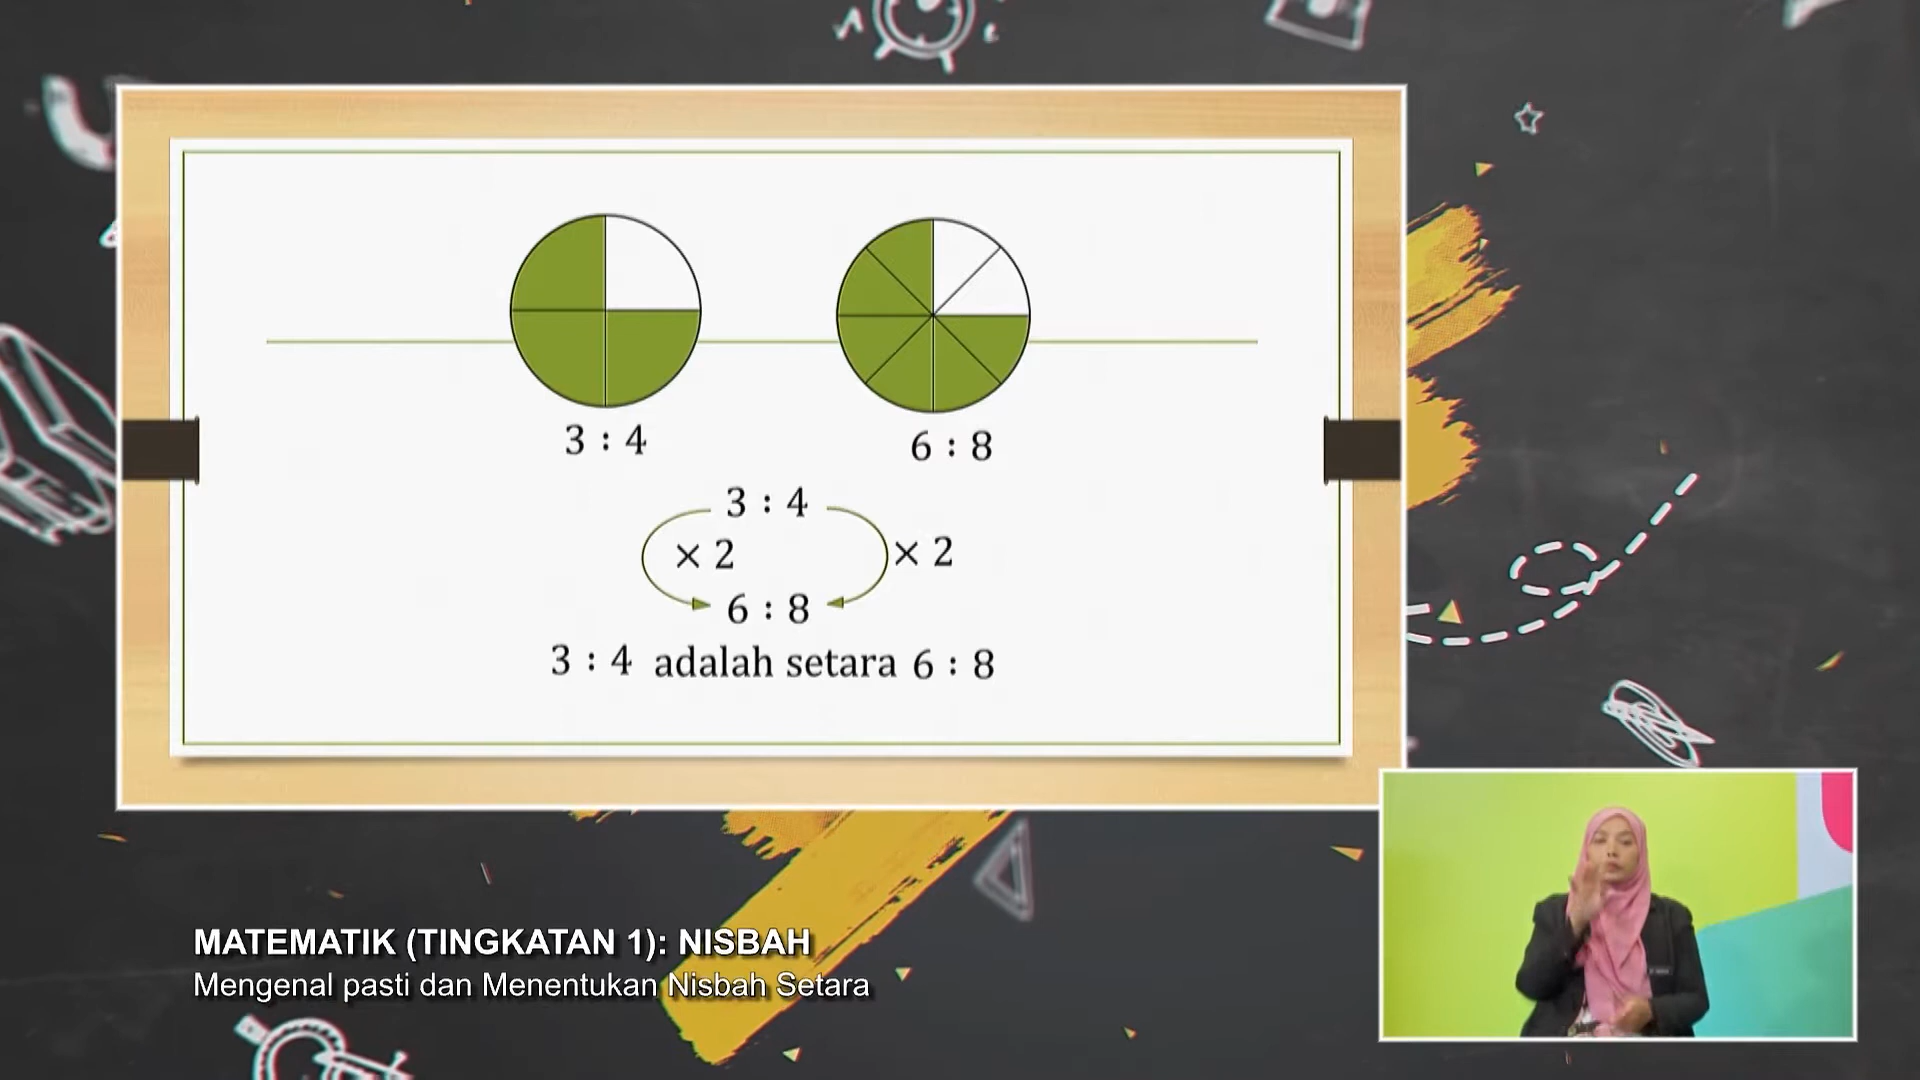 3 : 4
6 : 8
3 : 4
× 2
× 2
6 : 8
3 : 4 adalah setara 6 : 8
MATEMATIK (TINGKATAN 1): NISBAH
Mengenal pasti dan Menentukan Nisbah Setara